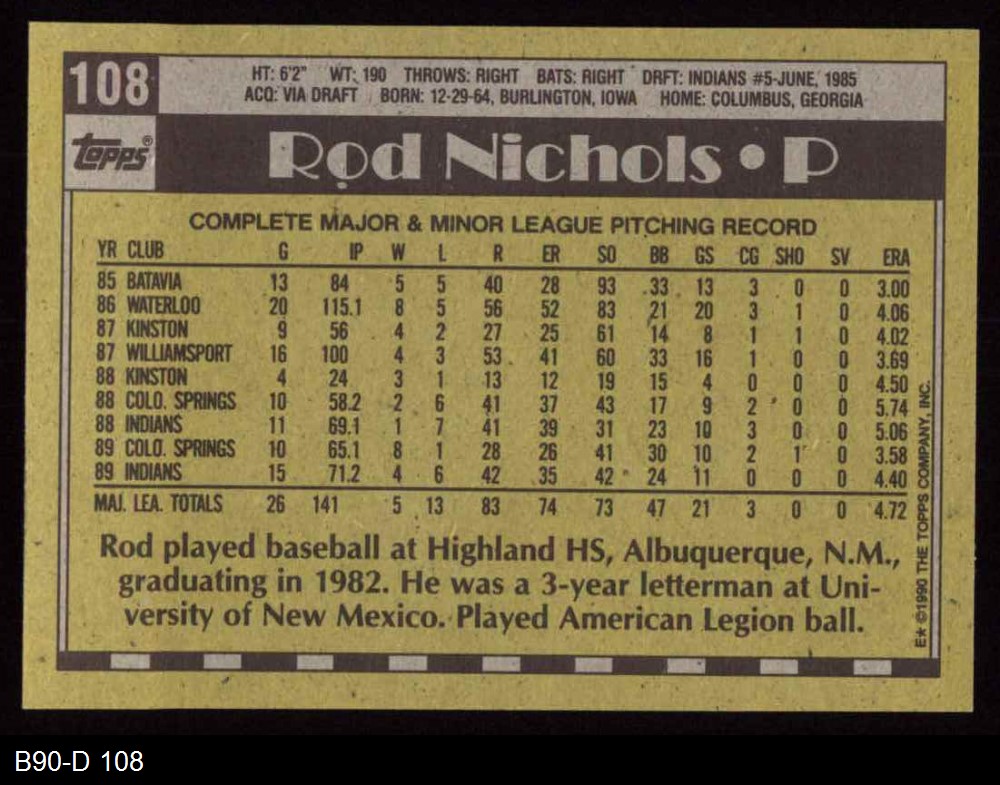 108
HT: 6'2" WT: 190 THROWS: RIGHT BATS: RIGHT DRFT: INDIANS #5-JUNE, 1985
ACQ: VIA DRAFT BORN: 12-29-64, BURLINGTON, IOWA HOME: COLUMBUS, GEORGIA
topps®
Rod Nichols • P
COMPLETE MAJOR & MINOR LEAGUE PITCHING RECORD
YR CLUB G IP W L R ER SO BB GS CG SHO SV ERA
85 BATAVIA 13 84 5 5 40 28 93 33 13 3 0 0 3.00
86 WATERLOO 20 115.1 8 5 56 52 83 21 20 3 1 0 4.06
87 KINSTON 9 56 4 2 27 25 61 14 8 1 1 0 4.02
87 WILLIAMSPORT 16 100 4 3 53 41 60 33 16 1 0 0 3.69
88 KINSTON 4 24 3 1 13 12 19 15 4 0 0 0 4.50
88 COLO. SPRINGS 10 58.2 2 6 41 37 43 17 9 2 0 0 5.74
88 INDIANS 11 69.1 1 7 41 39 31 23 10 3 0 0 5.06
89 COLO. SPRINGS 10 65.1 8 1 28 26 41 30 10 2 1 0 3.58
89 INDIANS 15 71.2 4 6 42 35 42 24 11 0 0 0 4.40
MAJ. LEA. TOTALS 26 141 5 13 83 74 73 47 21 3 0 0 4.72
Rod played baseball at Highland HS, Albuquerque, N.M.,
graduating in 1982. He was a 3-year letterman at Uni-
versity of New Mexico. Played American Legion ball.
E★ ©1990 THE TOPPS COMPANY, INC.
B90-D 108